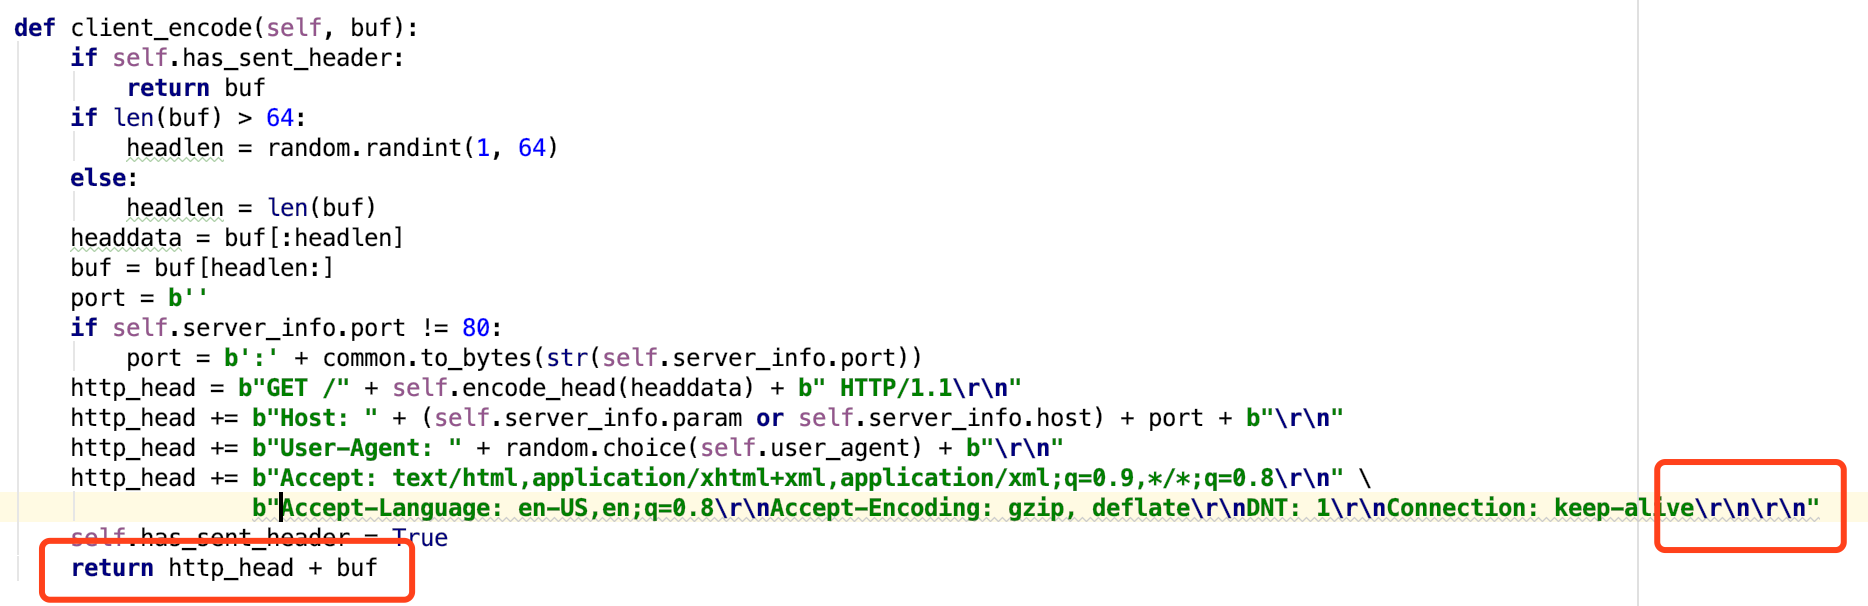 def client_encode(self, buf):
    if self.has_sent_header:
        return buf
    if len(buf) > 64:
        headlen = random.randint(1, 64)
    else:
        headlen = len(buf)
    headdata = buf[:headlen]
    buf = buf[headlen:]
    port = b''
    if self.server_info.port != 80:
        port = b':' + common.to_bytes(str(self.server_info.port))
    http_head = b"GET /" + self.encode_head(headdata) + b" HTTP/1.1\r\n"
    http_head += b"Host: " + (self.server_info.param or self.server_info.host) + port + b"\r\n"
    http_head += b"User-Agent: " + random.choice(self.user_agent) + b"\r\n"
    http_head += b"Accept: text/html,application/xhtml+xml,application/xml;q=0.9,*/*;q=0.8\r\n" \
                 b"Accept-Language: en-US,en;q=0.8\r\nAccept-Encoding: gzip, deflate\r\nDNT: 1\r\nConnection: keep-alive\r\n\r\n"
    self.has_sent_header = True
    return http_head + buf